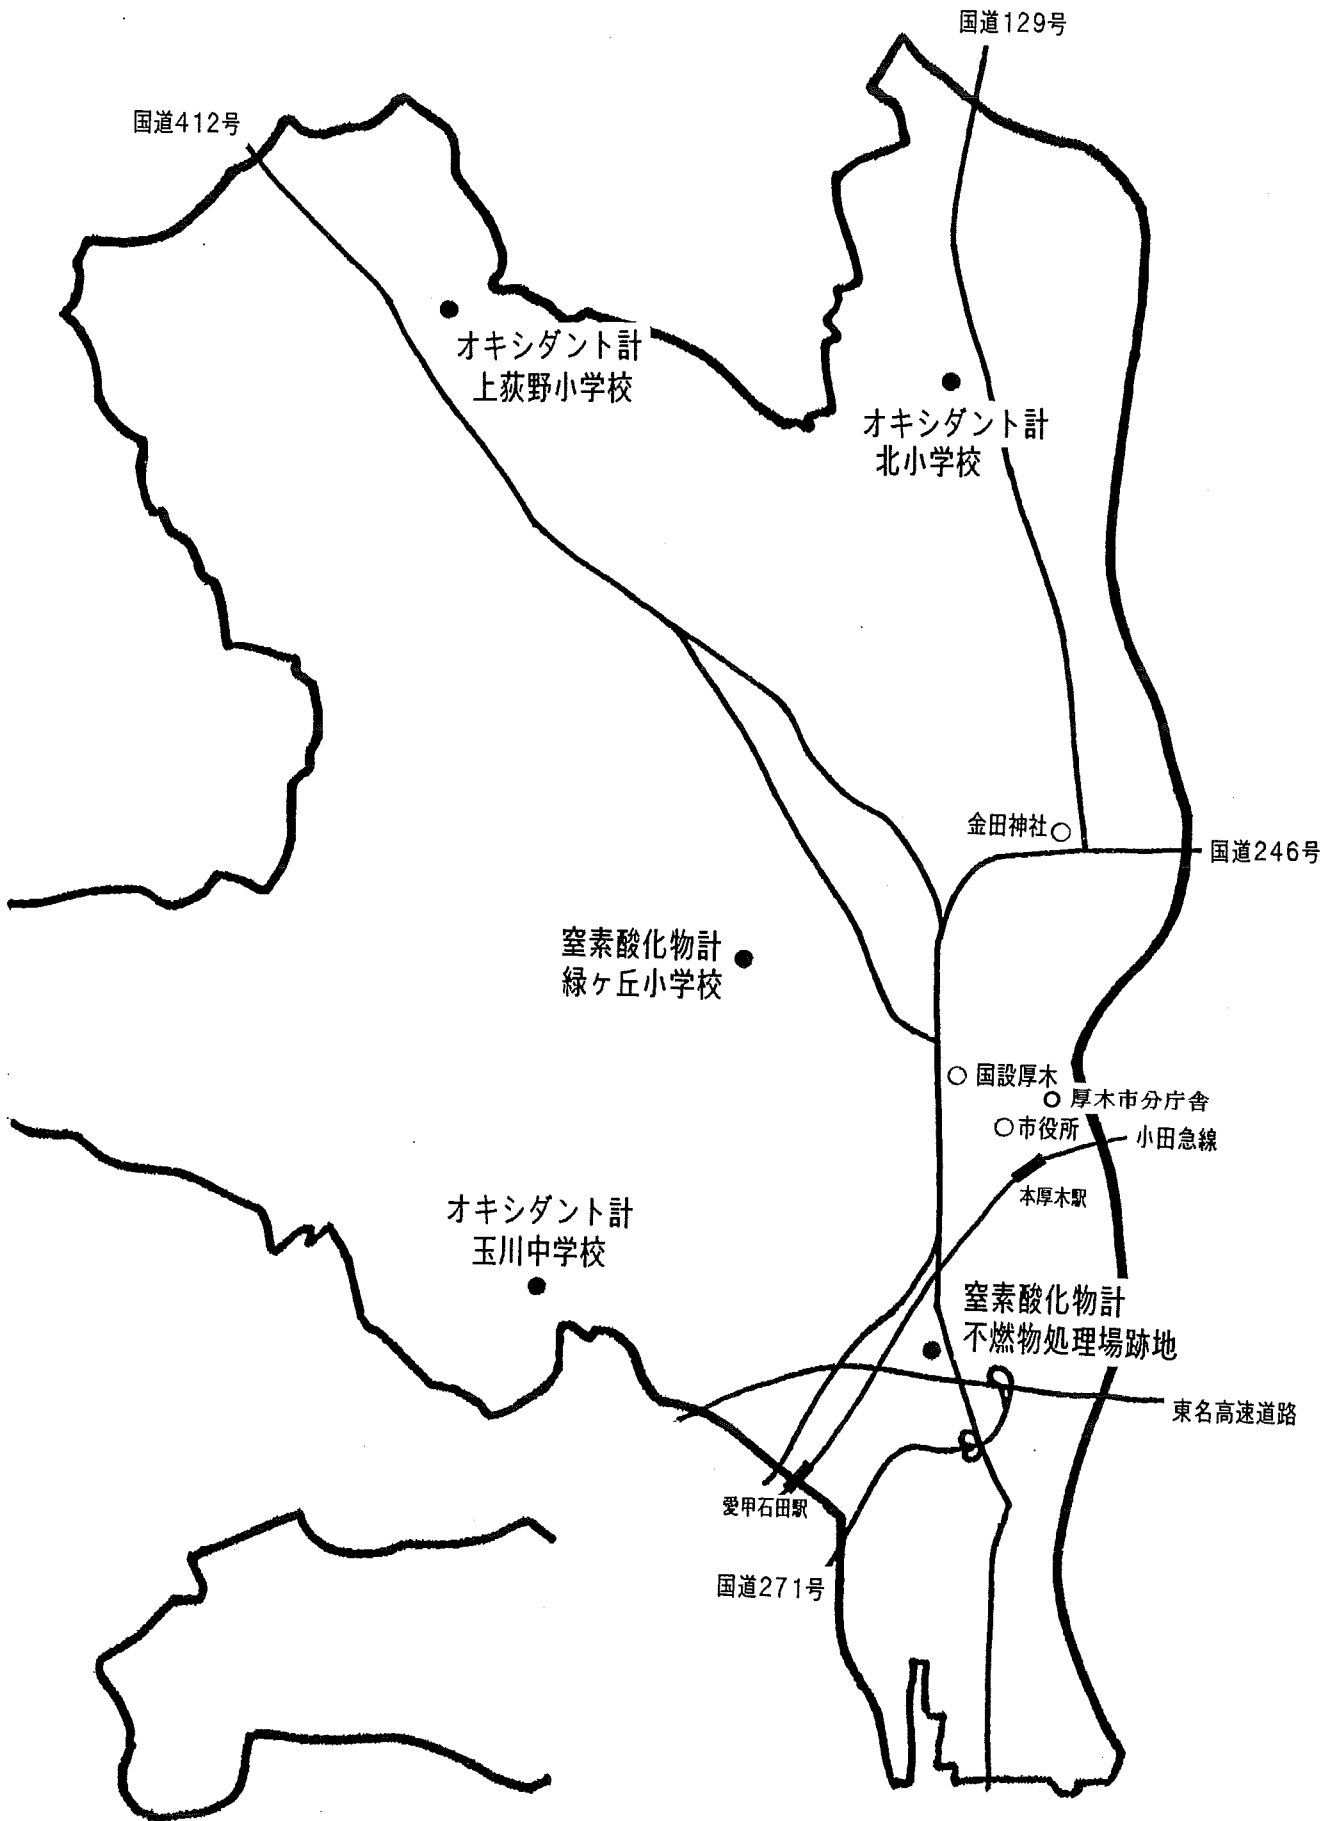 国道129号
国道412号
オキシダント計
上荻野小学校
オキシダント計
北小学校
金田神社
国道246号
窒素酸化物計
緑ヶ丘小学校
国設厚木
厚木市分庁舎
市役所
小田急線
本厚木駅
オキシダント計
玉川中学校
窒素酸化物計
不燃物処理場跡地
東名高速道路
愛甲石田駅
国道271号